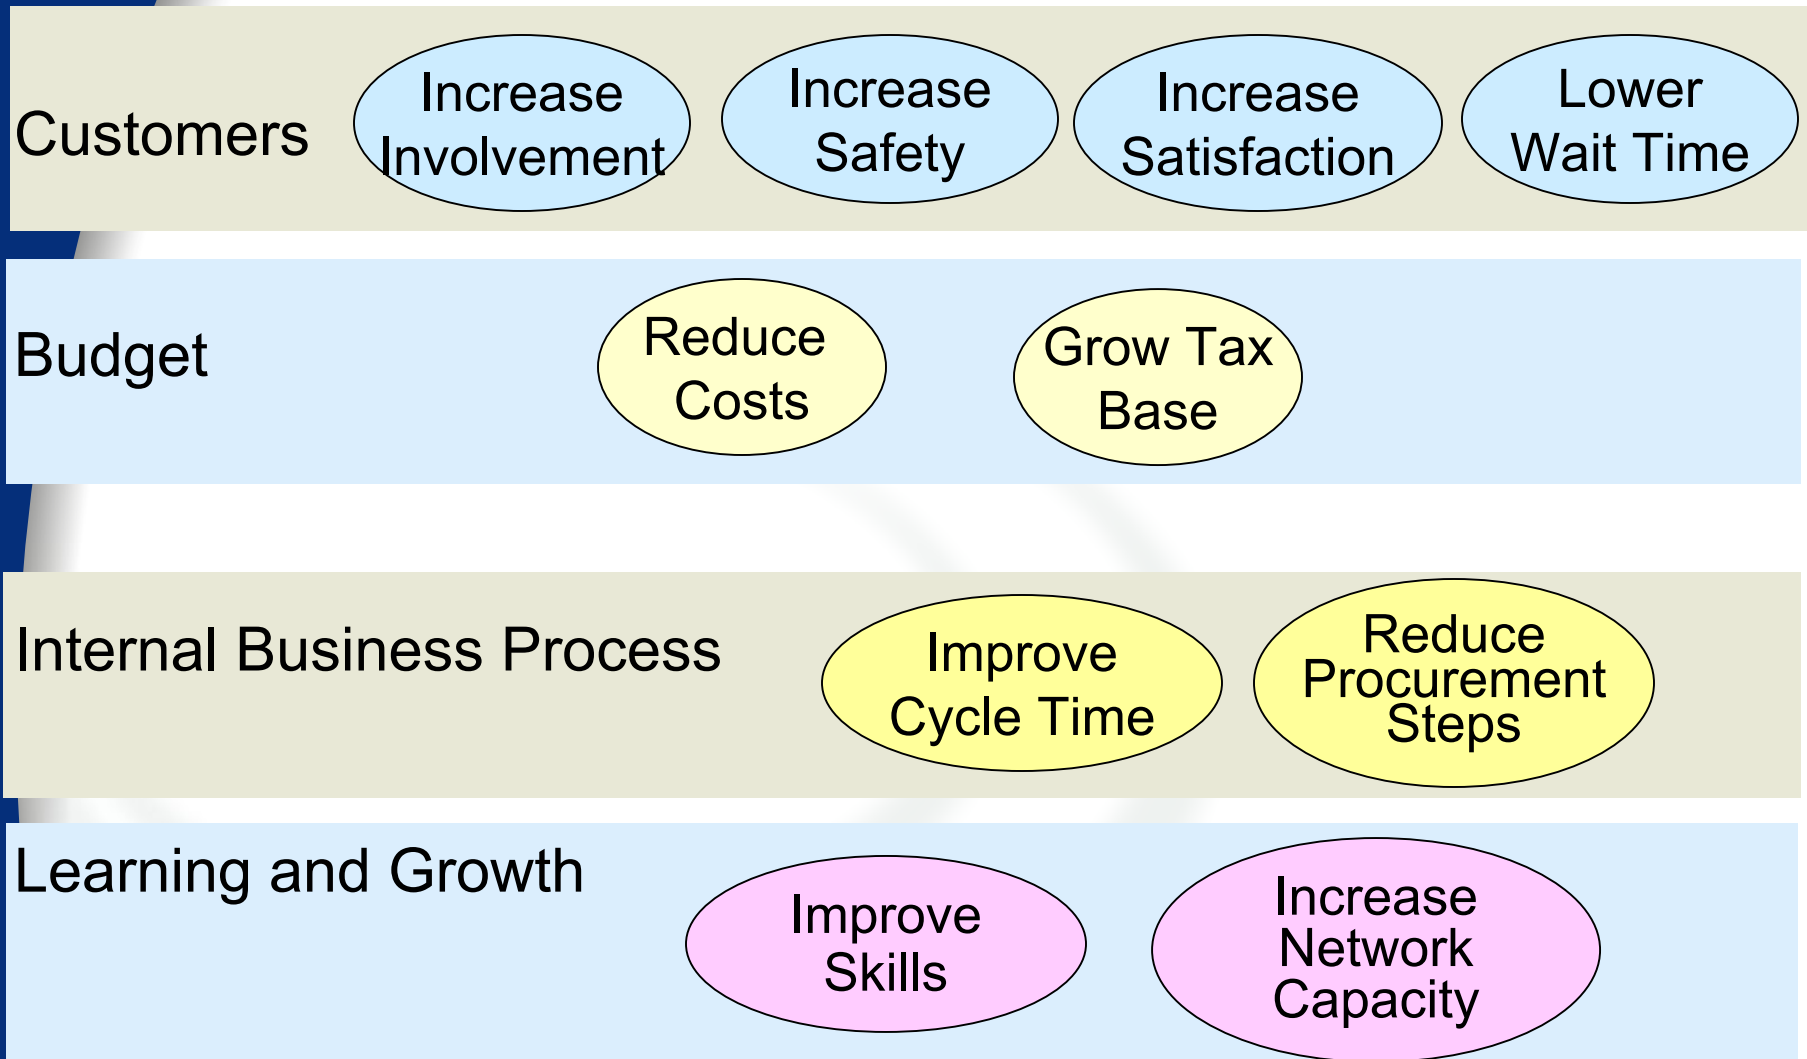 Customers
Increase
Involvement
Increase
Safety
Increase
Satisfaction
Lower
Wait Time
Budget
Reduce
Costs
Grow Tax
Base
Internal Business Process
Improve
Cycle Time
Reduce
Procurement
Steps
Learning and Growth
Improve
Skills
Increase
Network
Capacity